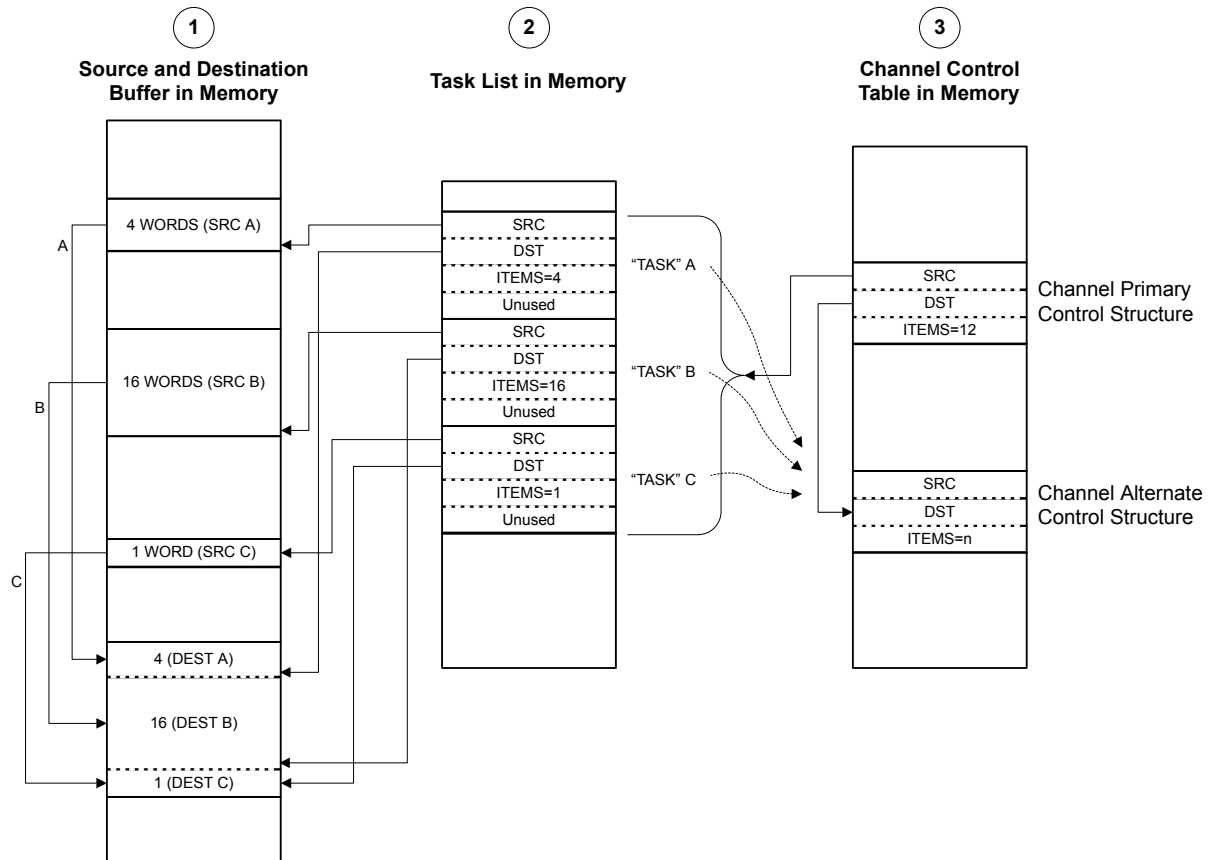 1
Source and Destination
Buffer in Memory
2
Task List in Memory
3
Channel Control
Table in Memory
4 WORDS (SRC A)
16 WORDS (SRC B)
1 WORD (SRC C)
4 (DEST A)
16 (DEST B)
1 (DEST C)
A
B
C
SRC
DST
ITEMS=4
Unused
SRC
DST
ITEMS=16
Unused
SRC
DST
ITEMS=1
Unused
“TASK” A
“TASK” B
“TASK” C
SRC
DST
ITEMS=12
Channel Primary
Control Structure
SRC
DST
ITEMS=n
Channel Alternate
Control Structure